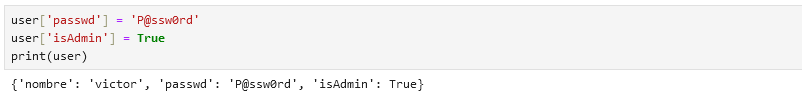 user['passwd'] = 'P@ssw0rd'
user['isAdmin'] = True
print(user)
{'nombre': 'victor', 'passwd': 'P@ssw0rd', 'isAdmin': True}